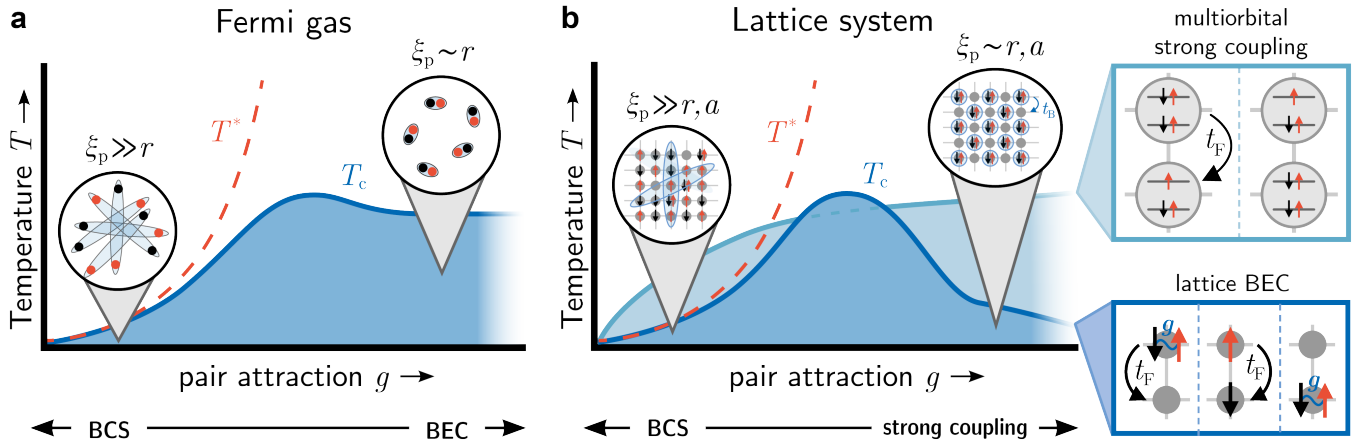 a
Fermi gas
ξp ~ r
T*
ξp ≫ r
Tc
Temperature T →
pair attraction g →
BCS
BEC
b
Lattice system
ξp ~ r, a
tB
ξp ≫ r, a
T*
Tc
Temperature T →
pair attraction g →
BCS
strong coupling
multiorbital
strong coupling
tF
lattice BEC
g
tF
tF
g